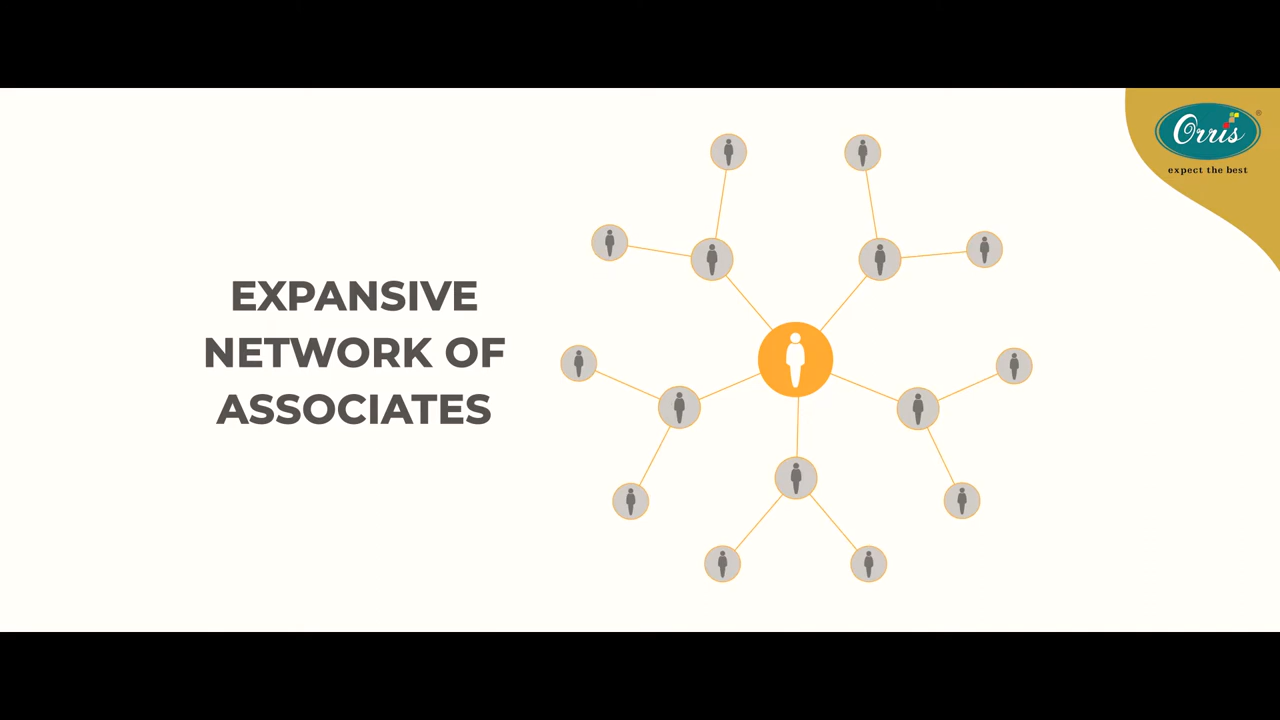 EXPANSIVE
NETWORK OF
ASSOCIATES
Orris
®
expect the best